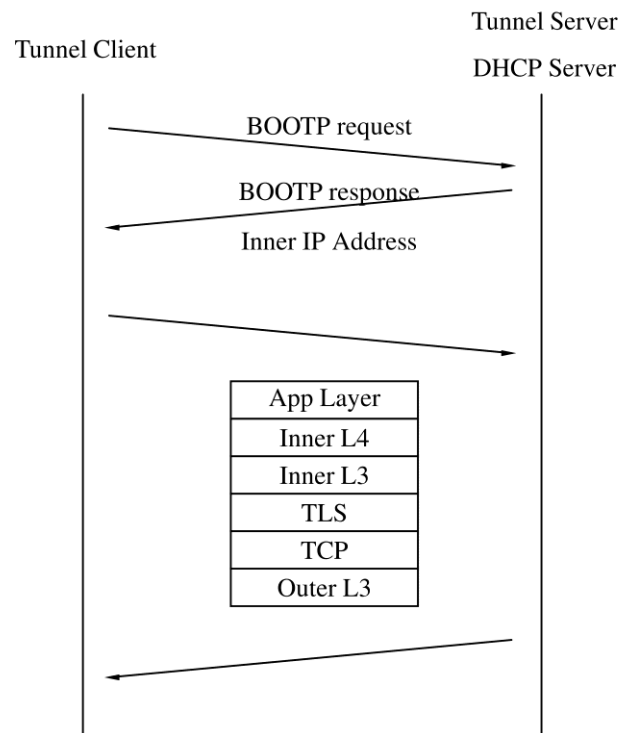 Tunnel Client
Tunnel Server
DHCP Server
BOOTP request
BOOTP response
Inner IP Address
App Layer
Inner L4
Inner L3
TLS
TCP
Outer L3